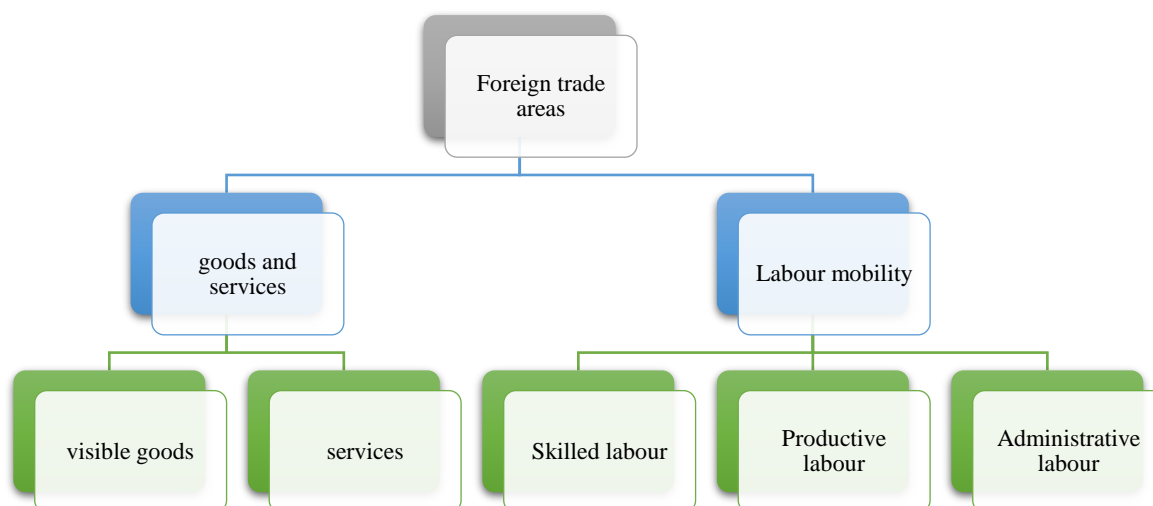 Foreign trade
areas
goods and
services
Labour mobility
visible goods
services
Skilled labour
Productive
labour
Administrative
labour